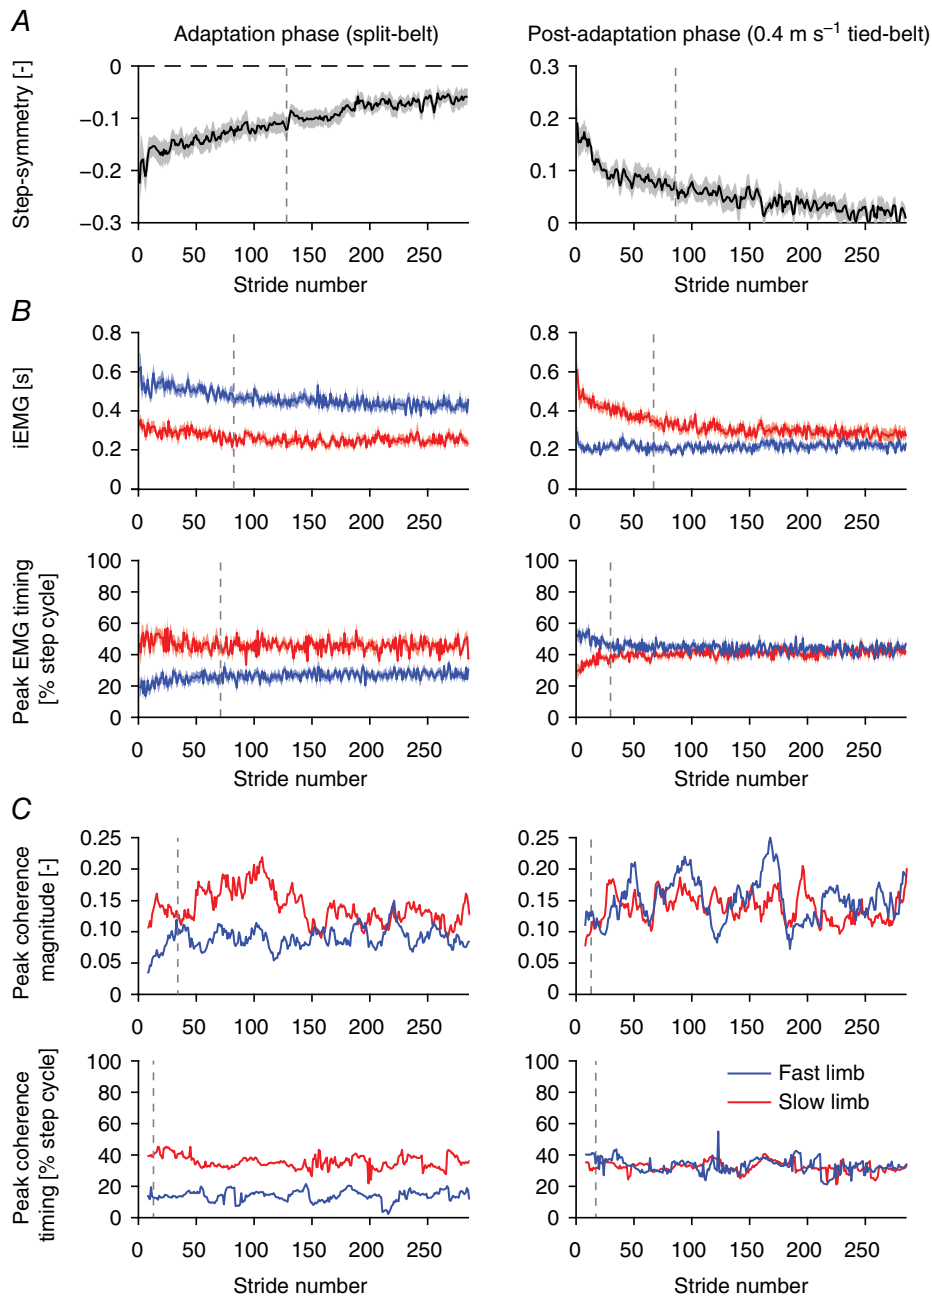 A
Adaptation phase (split-belt)
Post-adaptation phase (0.4 m s⁻¹ tied-belt)
Step-symmetry [-]
0
−0.1
−0.2
−0.3
0 50 100 150 200 250
Stride number
0.3
0.2
0.1
0
0 50 100 150 200 250
Stride number
B
iEMG [s]
0.8
0.6
0.4
0.2
0
0 50 100 150 200 250
0.8
0.6
0.4
0.2
0
0 50 100 150 200 250
Peak EMG timing
[% step cycle]
100
80
60
40
20
0
0 50 100 150 200 250
Stride number
100
80
60
40
20
0
0 50 100 150 200 250
Stride number
C
Peak coherence
magnitude [-]
0.25
0.20
0.15
0.10
0.05
0
0 50 100 150 200 250
0.25
0.20
0.15
0.10
0.05
0
0 50 100 150 200 250
Peak coherence
timing [% step cycle]
100
80
60
40
20
0
0 50 100 150 200 250
Stride number
100
80
60
40
20
0
Fast limb
Slow limb
0 50 100 150 200 250
Stride number